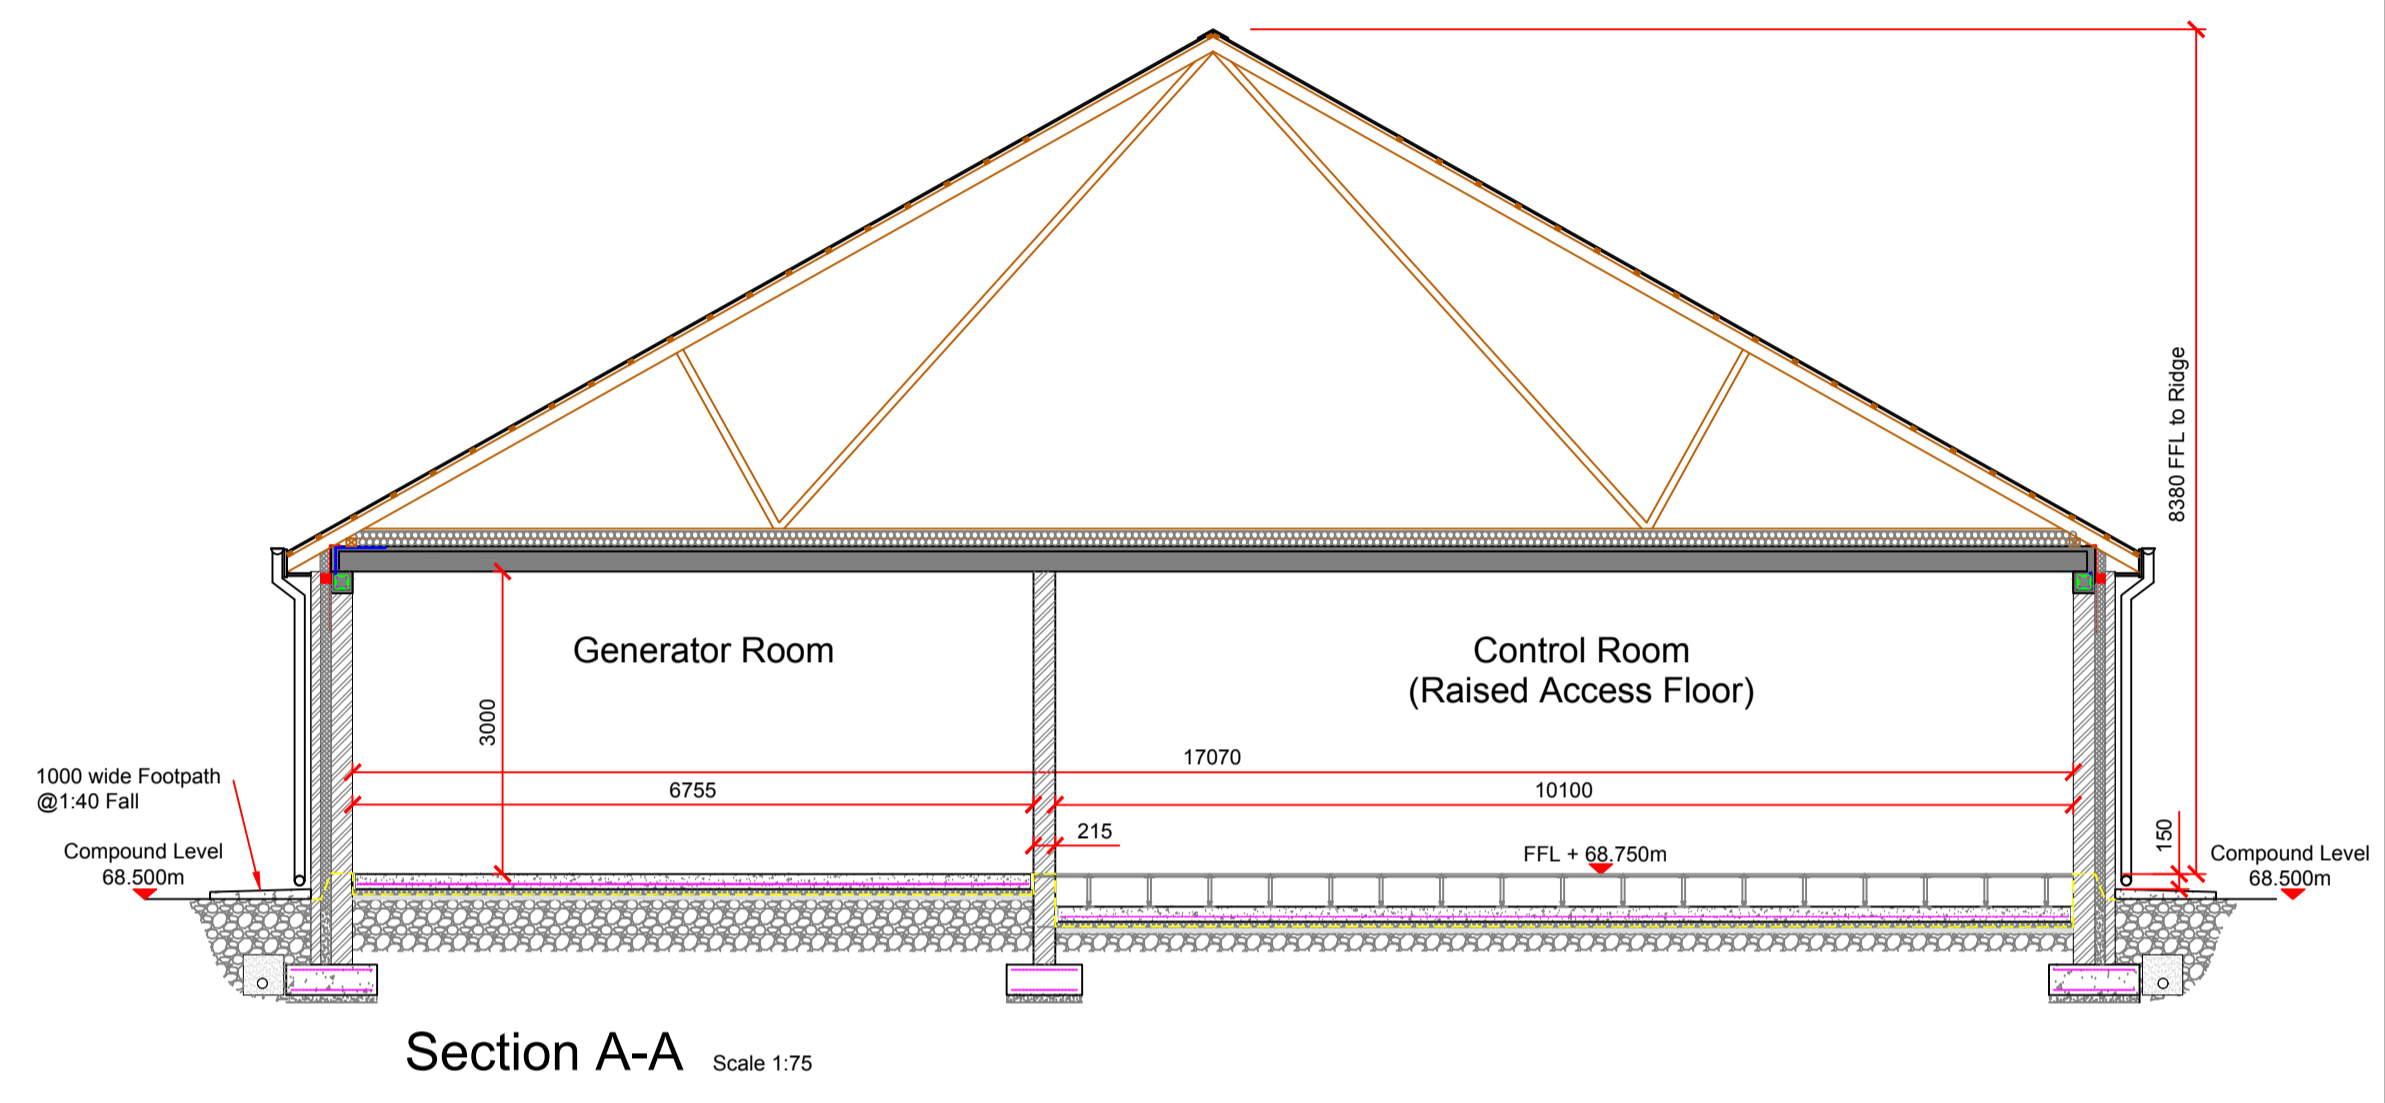 8380 FFL to Ridge
Generator Room
Control Room
(Raised Access Floor)
3000
17070
6755
10100
215
150
1000 wide Footpath
@1:40 Fall
Compound Level
68.500m
FFL + 68.750m
Compound Level
68.500m
Section A-A
Scale 1:75